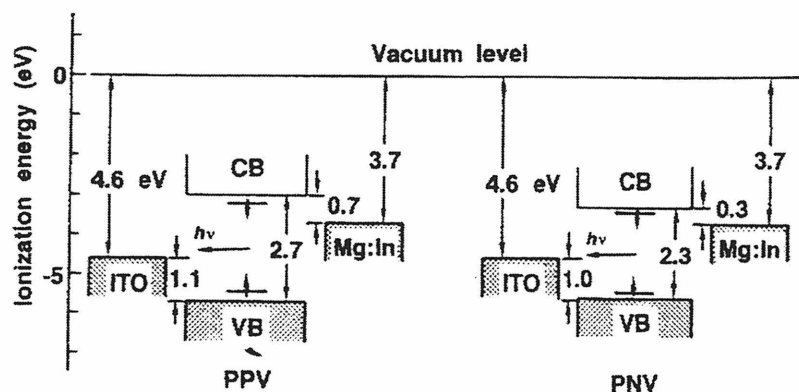 Ionization energy (eV)
0
-5
Vacuum level
4.6 eV
CB
3.7
0.7
hν
2.7
Mg:In
ITO
1.1
VB
PPV
4.6 eV
CB
3.7
0.3
hν
2.3
Mg:In
ITO
1.0
VB
PNV